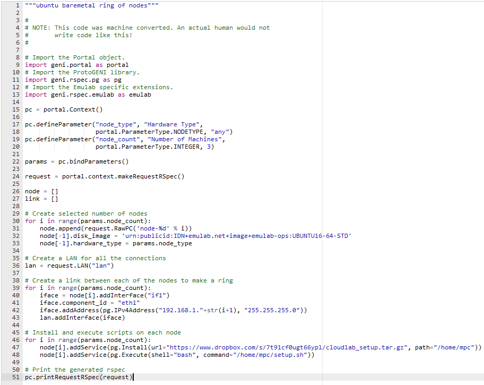 1 """ubuntu baremetal ring of nodes"""
2
3 #
4 # NOTE: This code was machine converted. An actual human would not
5 #       write code like this!
6 #
7
8 # Import the Portal object.
9 import geni.portal as portal
10 # Import the ProtoGENI library.
11 import geni.rspec.pg as pg
12 # Import the Emulab specific extensions.
13 import geni.rspec.emulab as emulab
14
15 pc = portal.Context()
16
17 pc.defineParameter("node_type", "Hardware Type",
18                    portal.ParameterType.NODETYPE, "any")
19 pc.defineParameter("node_count", "Number of Machines",
20                    portal.ParameterType.INTEGER, 3)
21
22 params = pc.bindParameters()
23
24 request = portal.context.makeRequestRSpec()
25
26 node = []
27 link = []
28
29 # Create selected number of nodes
30 for i in range(params.node_count):
31     node.append(request.RawPC('node-%d' % i))
32     node[-1].disk_image = 'urn:publicid:IDN+emulab.net+image+emulab-ops:UBUNTU16-64-STD'
33     node[-1].hardware_type = params.node_type
34
35 # Create a LAN for all the connections
36 lan = request.LAN("lan")
37
38 # Create a link between each of the nodes to make a ring
39 for i in range(params.node_count):
40     iface = node[i].addInterface("if1")
41     iface.component_id = "eth1"
42     iface.addAddress(pg.IPv4Address("192.168.1."+str(i+1), "255.255.255.0"))
43     lan.addInterface(iface)
44
45 # Install and execute scripts on each node
46 for i in range(params.node_count):
47     node[i].addService(pg.Install(url="https://www.dropbox.com/s/7t91cf0ugt66ypl/cloudlab_setup.tar.gz", path="/home/mpc"))
48     node[i].addService(pg.Execute(shell="bash", command="/home/mpc/setup.sh"))
49
50 # Print the generated rspec
51 pc.printRequestRSpec(request)